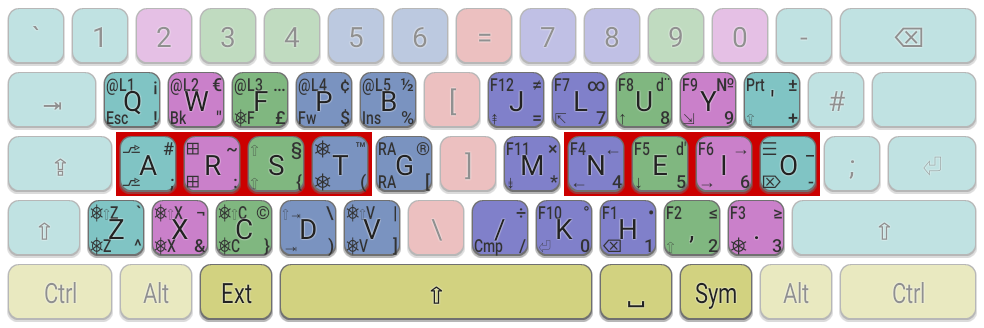 ` 1 2 3 4 5 6 = 7 8 9 0 - ⌫
@L1 ¡ @L2 € @L3 … @L4 ¢ @L5 ½ F12 ≠ F7 ∞ F8 d¨ F9 № Prt ±
⇥ Q W F P B [ J L U Y ' #
Esc ! Bk " ⎈F £ Fw $ Ins % ⇞ = ⇱ 7 ↑ 8 ⇲ 9 ⇧ +
⎇ # ⊞ ~ ⇧ § ⎈ ™ RA ® F11 × F4 ← F5 F6 → ☰ –
⇪ A R S T G ] M N E I O ; ⏎
⎇ ; ⊞ : ⇧ { ⎈ ( RA [ ⇟ * ← 4 ↓ 5 → 6 ⌦ -
⎈⇧Z ` ⎈⇧X ¬ ⎈⇧C © ⇧⇥ \ ⎈⇧V | ÷ F10 ° F1 • F2 ≤ F3 ≥
⇧ Z X C D V \ / K H , . ⇧
⎈Z ^ ⎈X & ⎈C } ⇥ ) ⎈V ] Cmp / ⏎ 0 ⌫ 1 ⇧ 2 ⎈ 3
Ctrl Alt Ext ⇧ ⎵ Sym Alt Ctrl